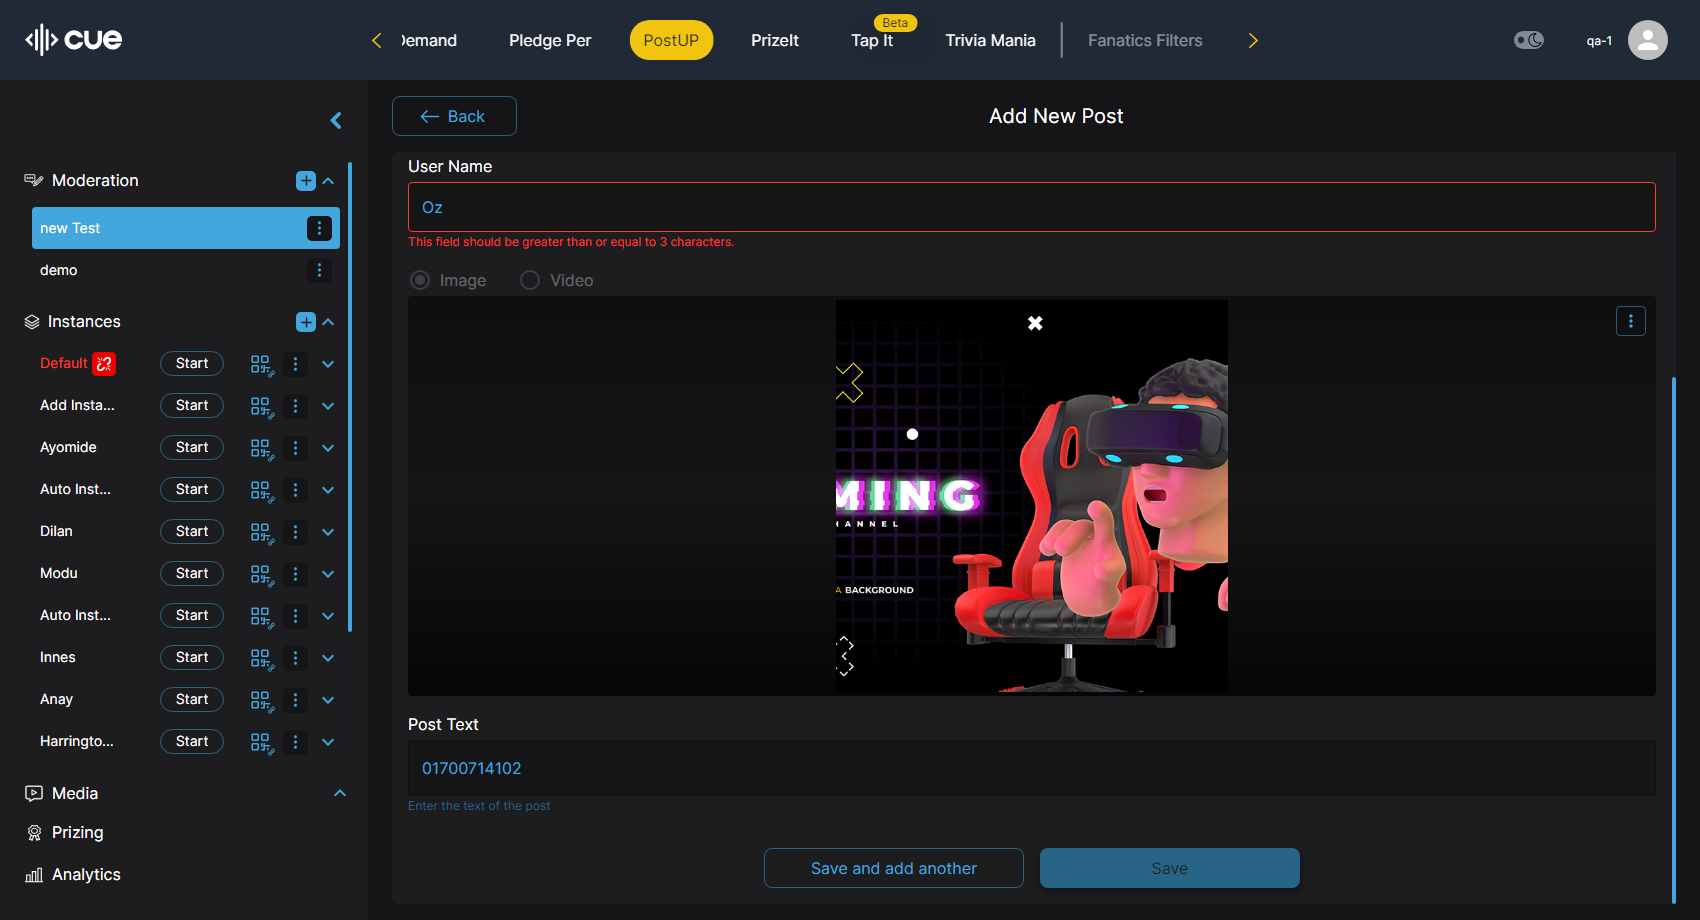 cue
Demand
Pledge Per
PostUP
PrizeIt
Beta
Tap It
Trivia Mania
Fanatics Filters
qa-1
Back
Add New Post
Moderation
new Test
demo
Instances
Default Start
Add Insta... Start
Ayomide Start
Auto Inst... Start
Dilan Start
Modu Start
Auto Inst... Start
Innes Start
Anay Start
Harringto... Start
Media
Prizing
Analytics
User Name
Oz
This field should be greater than or equal to 3 characters.
Image Video
MING
HANNEL
A BACKGROUND
Post Text
01700714102
Enter the text of the post
Save and add another
Save